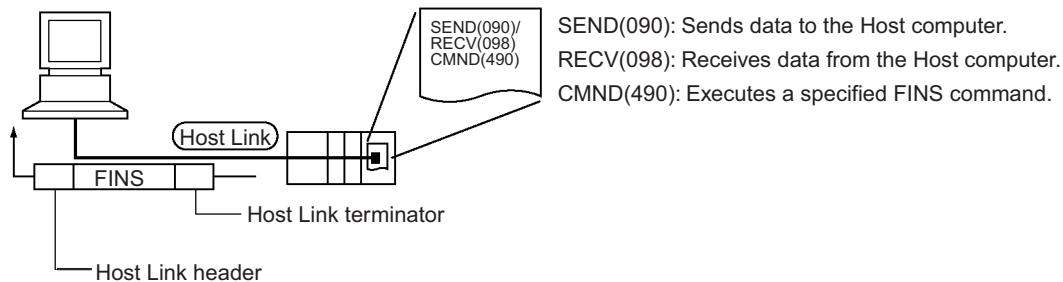 SEND(090)/
RECV(098)
CMND(490)
SEND(090): Sends data to the Host computer.
RECV(098): Receives data from the Host computer.
CMND(490): Executes a specified FINS command.
Host Link
FINS
Host Link terminator
Host Link header